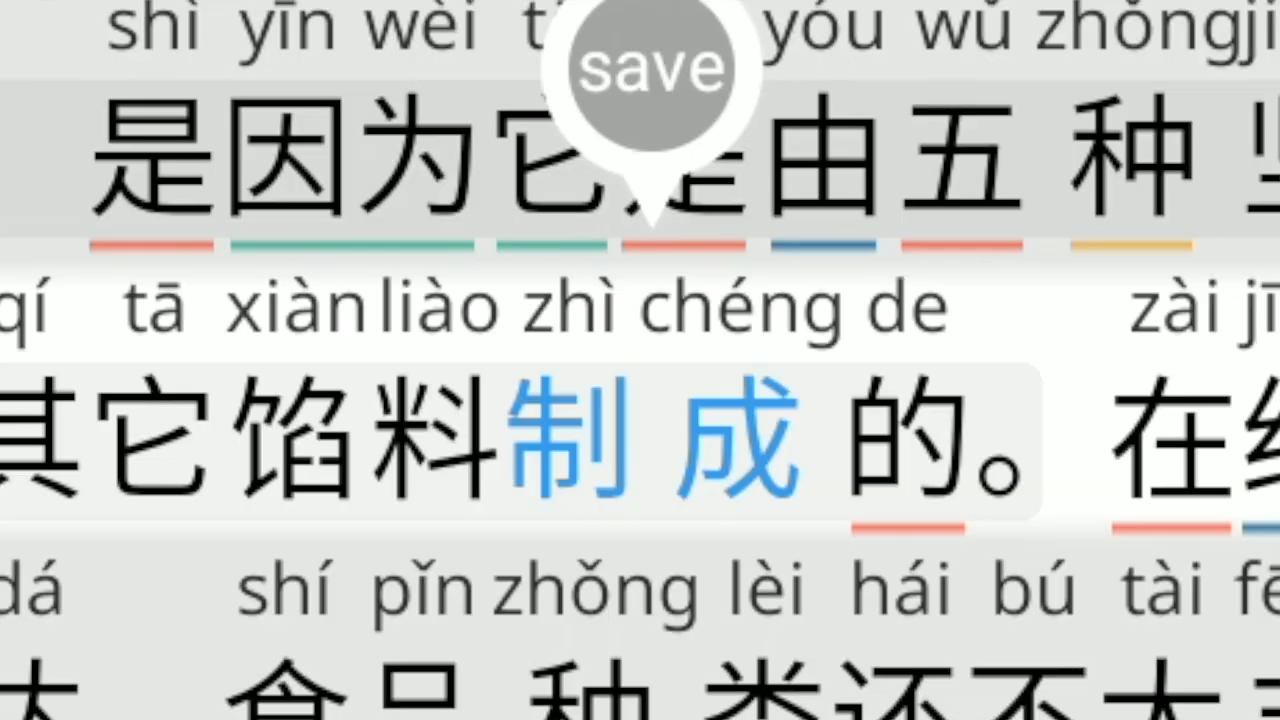 shì yīn wèi yóu wǔ zhǒng
save
是因为它是由五种
qí tā xiàn liào zhì chéng de zài
其它馅料制成的。在
dá shí pǐn zhǒng lèi hái bú tài
食品种类还不太